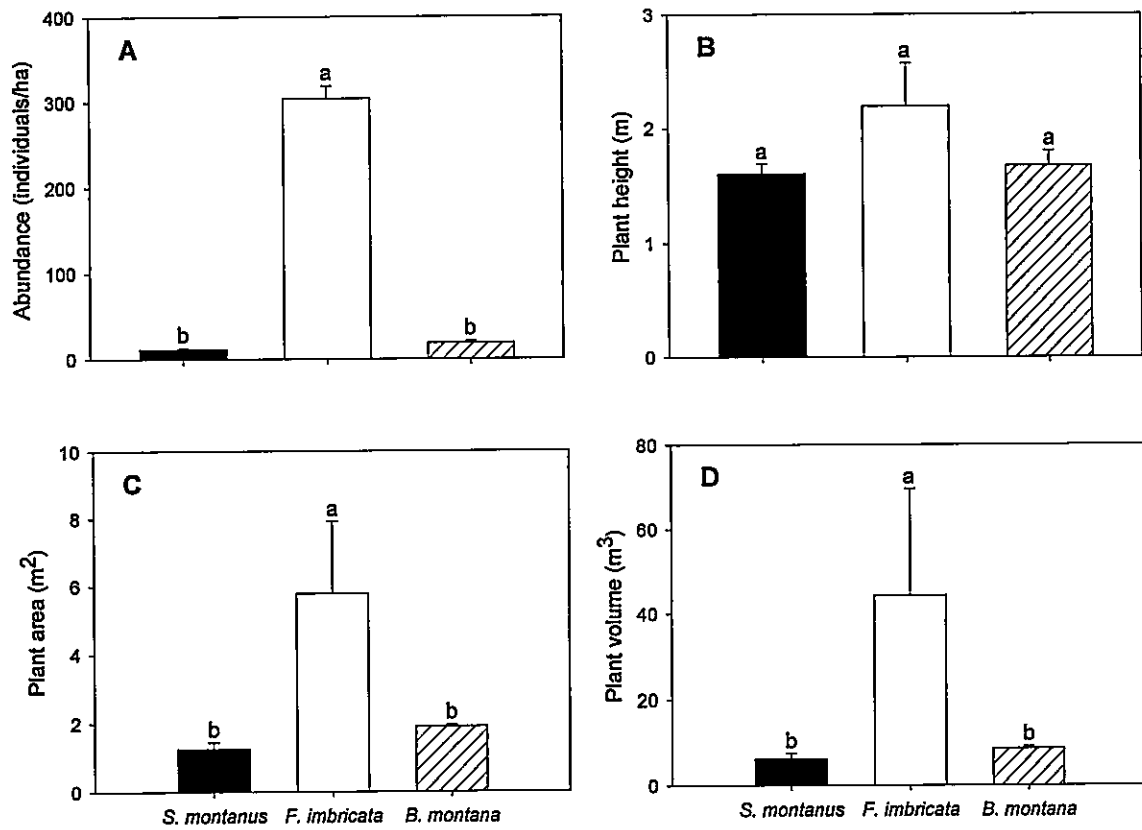 A
Abundance (individuals/ha)
400
300
200
100
0
b
a
b
B
Plant height (m)
3
2
1
0
a
a
a
C
Plant area (m²)
10
8
6
4
2
0
b
a
b
S. montanus F. imbricata B. montana
D
Plant volume (m³)
80
60
40
20
0
b
a
b
S. montanus F. imbricata B. montana